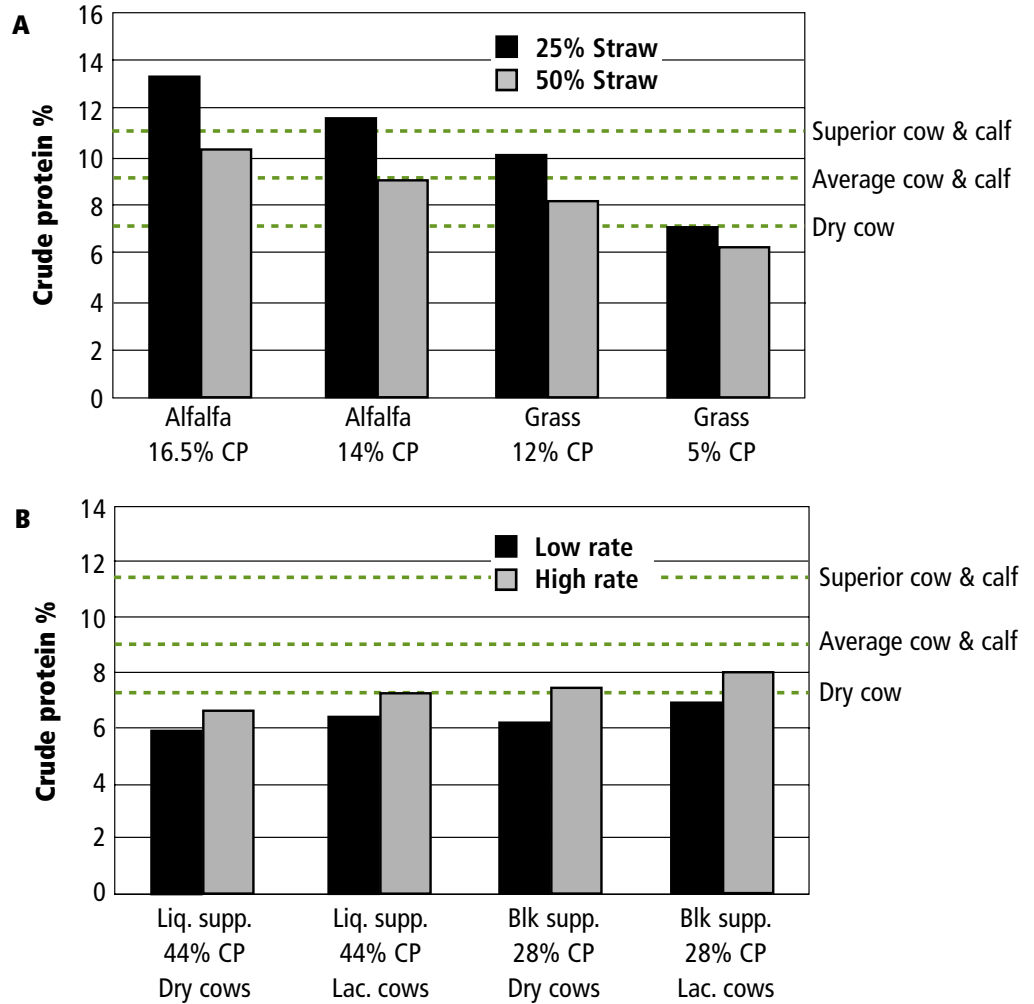 A
Crude protein %
16
14
12
10
8
6
4
2
0
25% Straw
50% Straw
Superior cow & calf
Average cow & calf
Dry cow
Alfalfa
16.5% CP
Alfalfa
14% CP
Grass
12% CP
Grass
5% CP
B
Crude protein %
14
12
10
8
6
4
2
0
Low rate
High rate
Superior cow & calf
Average cow & calf
Dry cow
Liq. supp.
44% CP
Dry cows
Liq. supp.
44% CP
Lac. cows
Blk supp.
28% CP
Dry cows
Blk supp.
28% CP
Lac. cows